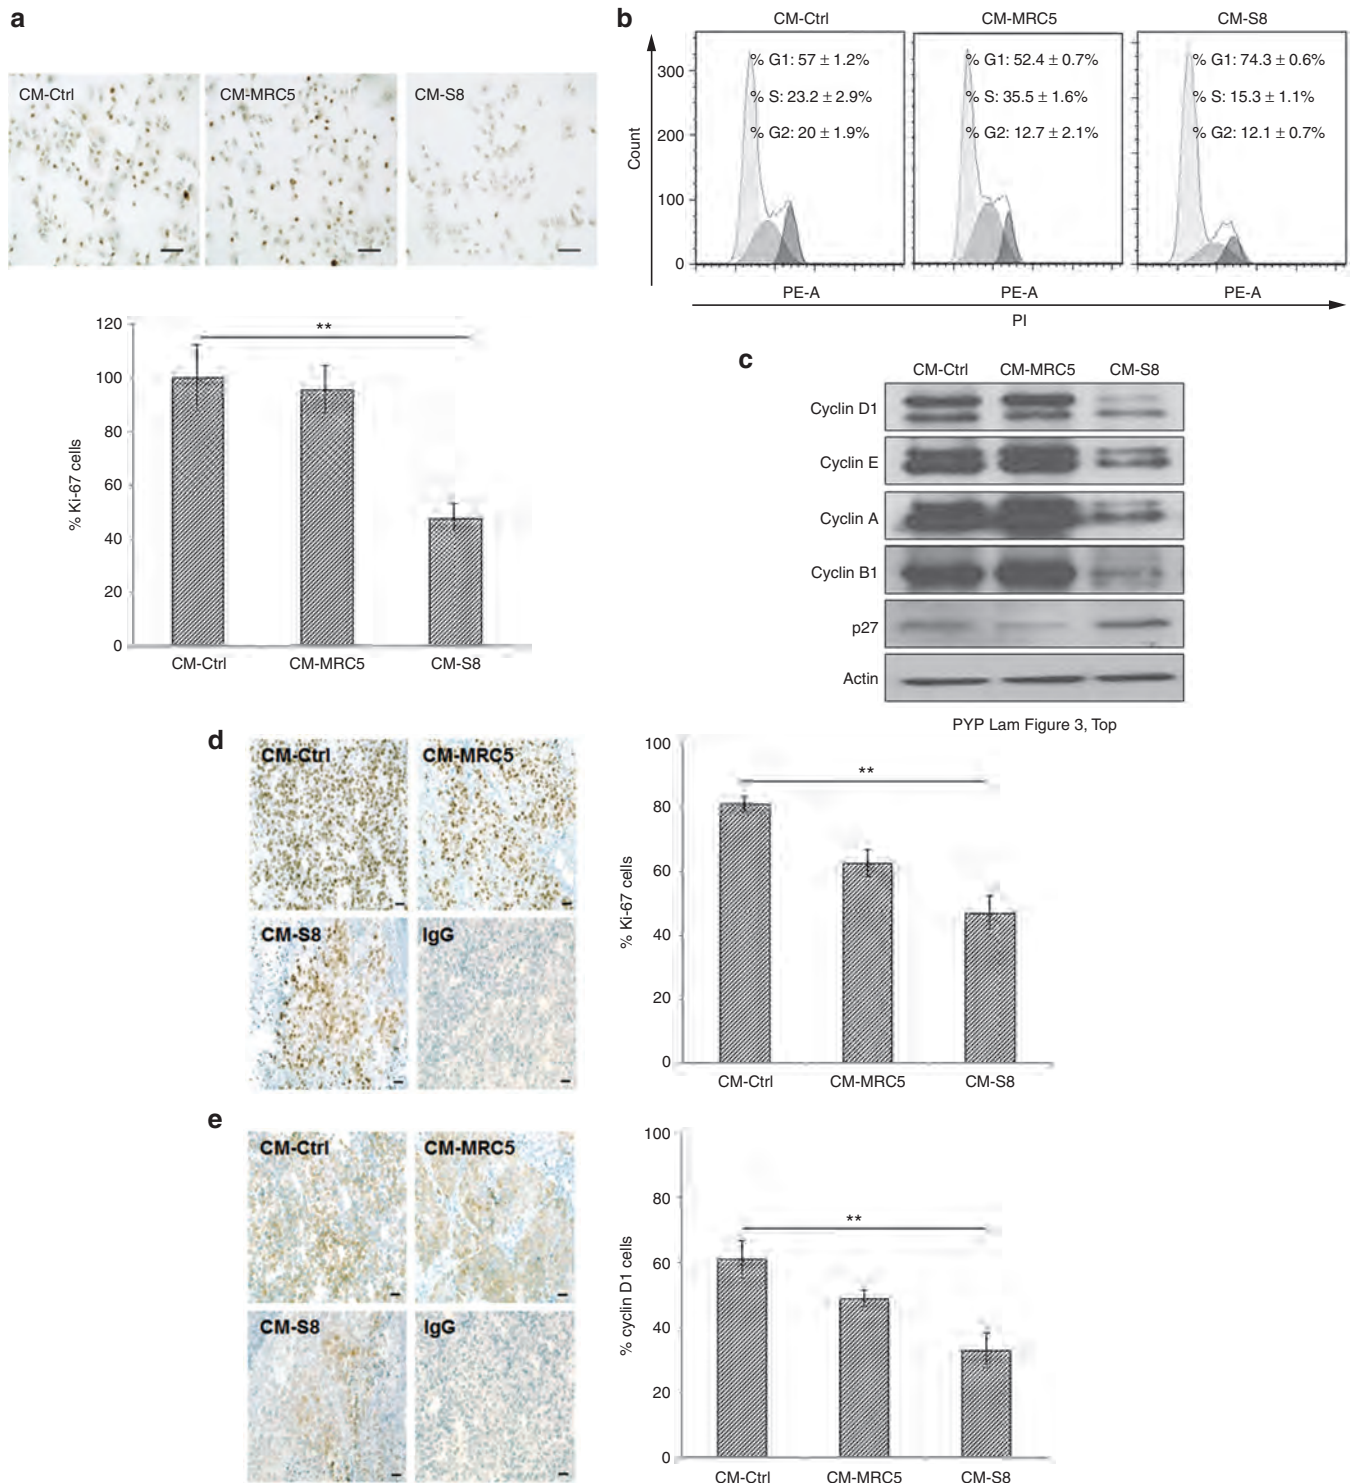 a
CM-Ctrl CM-MRC5 CM-S8
120
100
80
60
40
20
0
% Ki-67 cells
**
CM-Ctrl CM-MRC5 CM-S8
b
CM-Ctrl CM-MRC5 CM-S8
Count
300
200
100
0
% G1: 57 ± 1.2%
% S: 23.2 ± 2.9%
% G2: 20 ± 1.9%
% G1: 52.4 ± 0.7%
% S: 35.5 ± 1.6%
% G2: 12.7 ± 2.1%
% G1: 74.3 ± 0.6%
% S: 15.3 ± 1.1%
% G2: 12.1 ± 0.7%
PE-A PE-A PE-A
PI
c
CM-Ctrl CM-MRC5 CM-S8
Cyclin D1
Cyclin E
Cyclin A
Cyclin B1
p27
Actin
PYP Lam Figure 3, Top
d
CM-Ctrl CM-MRC5
CM-S8 IgG
100
80
60
40
20
0
% Ki-67 cells
**
CM-Ctrl CM-MRC5 CM-S8
e
CM-Ctrl CM-MRC5
CM-S8 IgG
100
80
60
40
20
0
% cyclin D1 cells
**
CM-Ctrl CM-MRC5 CM-S8